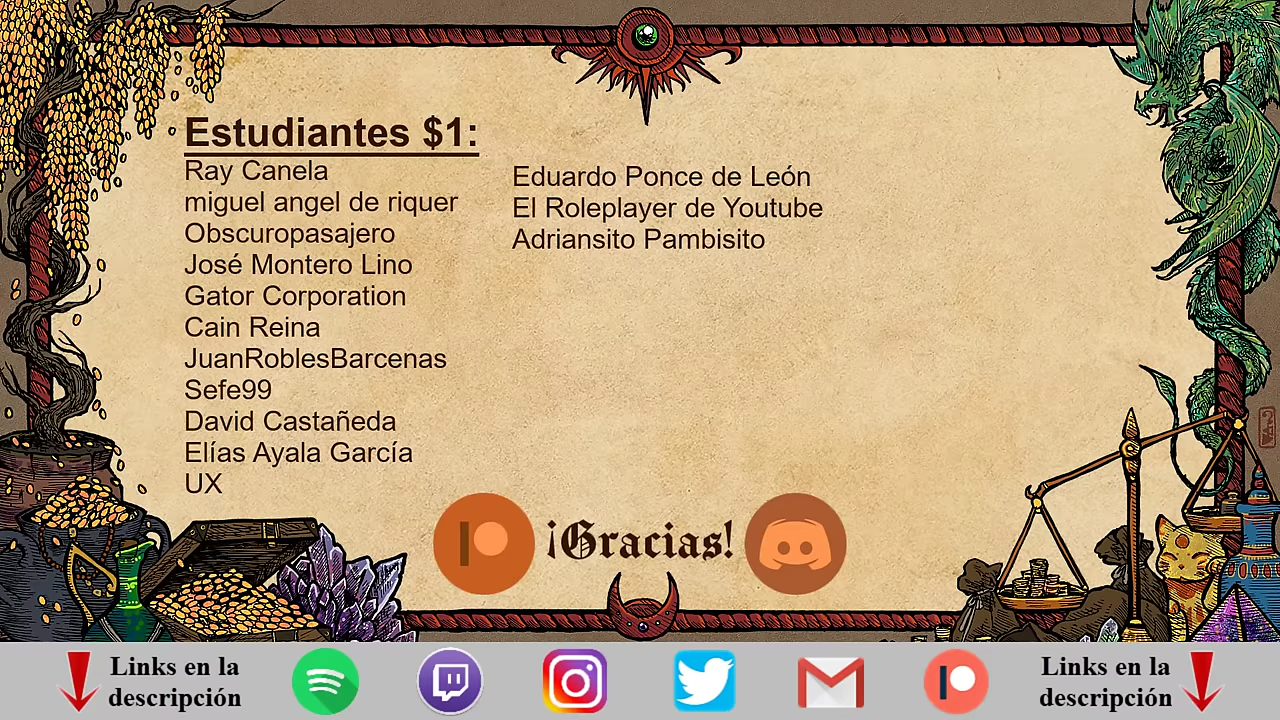 Estudiantes $1:
Ray Canela
miguel angel de riquer
Obscuropasajero
José Montero Lino
Gator Corporation
Cain Reina
JuanRoblesBarcenas
Sefe99
David Castañeda
Elías Ayala García
UX
Eduardo Ponce de León
El Roleplayer de Youtube
Adriansito Pambisito
¡Gracias!
Links en la
descripción
Links en la
descripción